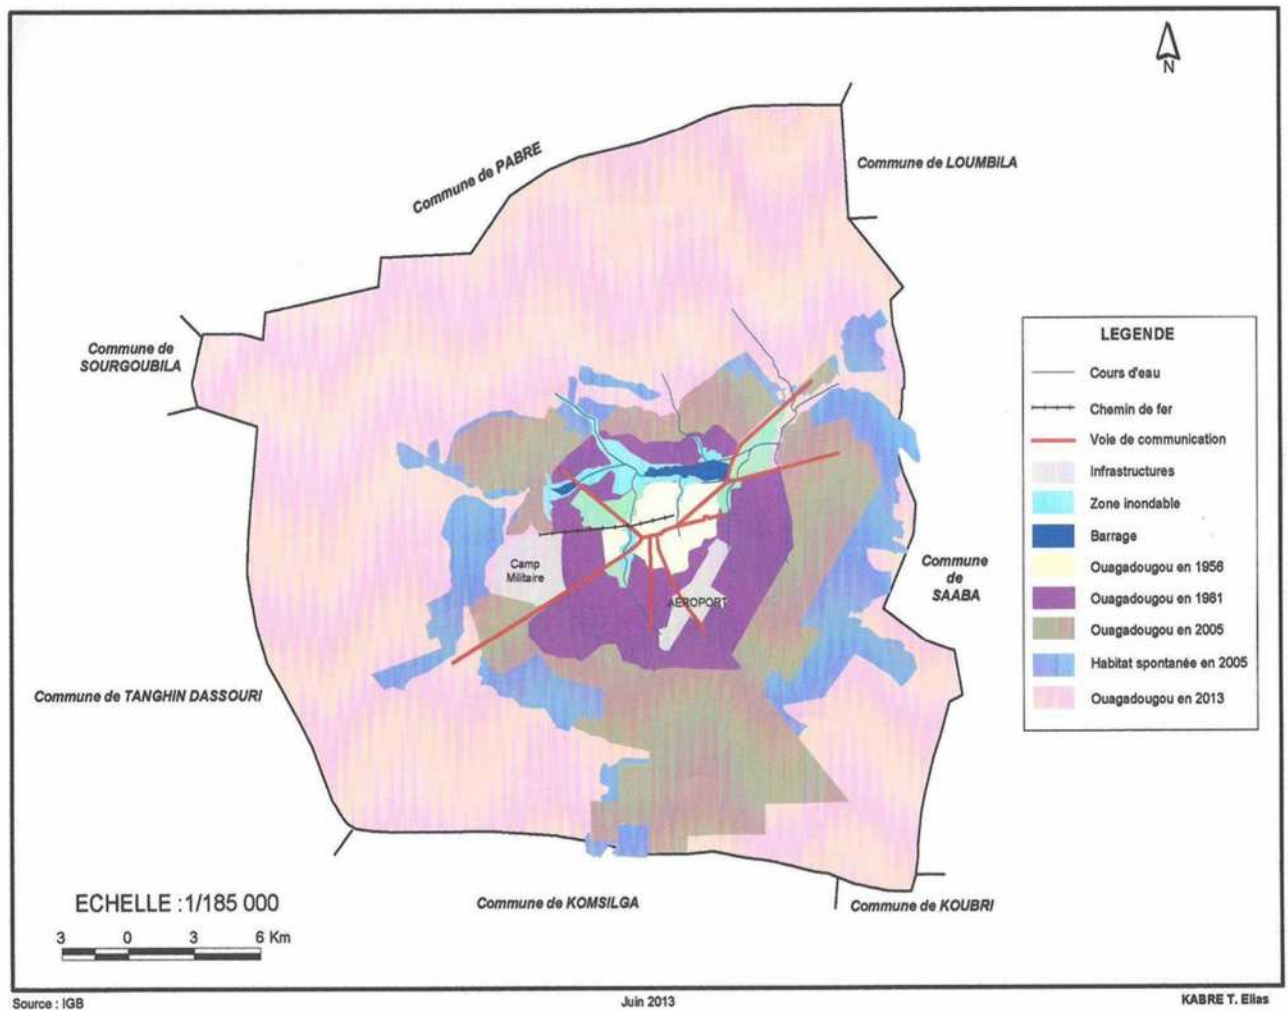 N
Commune de PABRE
Commune de LOUMBILA
Commune de
SOURGOUBILA
LEGENDE
Cours d'eau
Chemin de fer
Voie de communication
Infrastructures
Zone inondable
Barrage
Ouagadougou en 1956
Ouagadougou en 1981
Ouagadougou en 2005
Habitat spontanée en 2005
Ouagadougou en 2013
Camp
Militaire
AEROPORT
Commune
de
SAABA
Commune de TANGHIN DASSOURI
Commune de KOMSILGA
Commune de KOUBRI
ECHELLE :1/185 000
3 0 3 6 Km
Source : IGB
Juin 2013
KABRE T. Elias